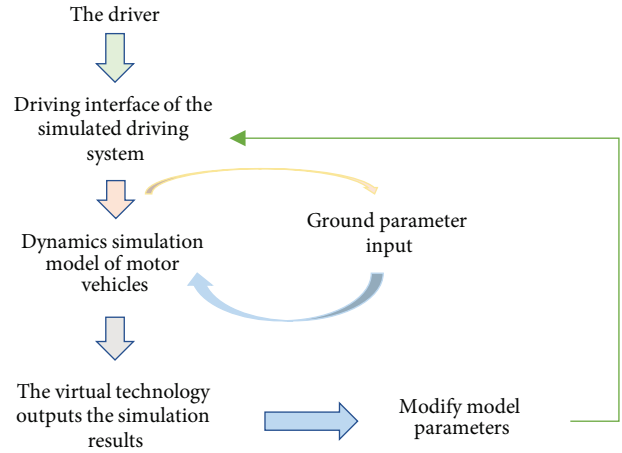 The driver
Driving interface of the
simulated driving
system
Ground parameter
input
Dynamics simulation
model of motor
vehicles
The virtual technology
outputs the simulation
results
Modify model
parameters